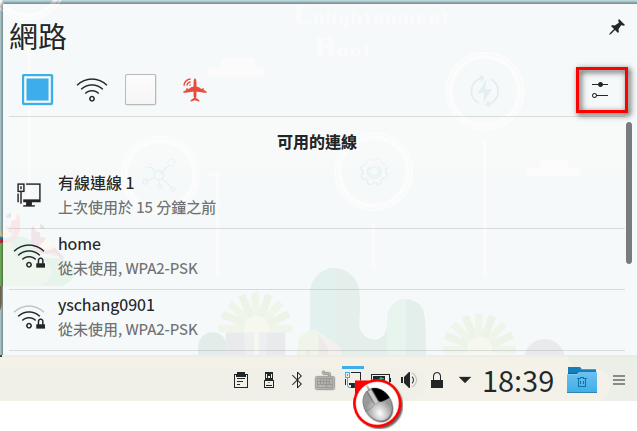 Enlightenment
Root
網路
可用的連線
有線連線 1
上次使用於 15 分鐘之前
home
從未使用, WPA2-PSK
yschang0901
從未使用, WPA2-PSK
18:39